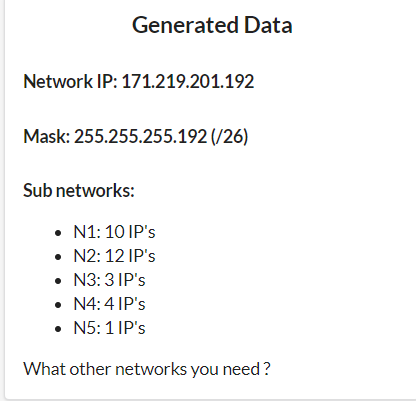 Generated Data
Network IP: 171.219.201.192
Mask: 255.255.255.192 (/26)
Sub networks:
• N1: 10 IP's
• N2: 12 IP's
• N3: 3 IP's
• N4: 4 IP's
• N5: 1 IP's
What other networks you need ?